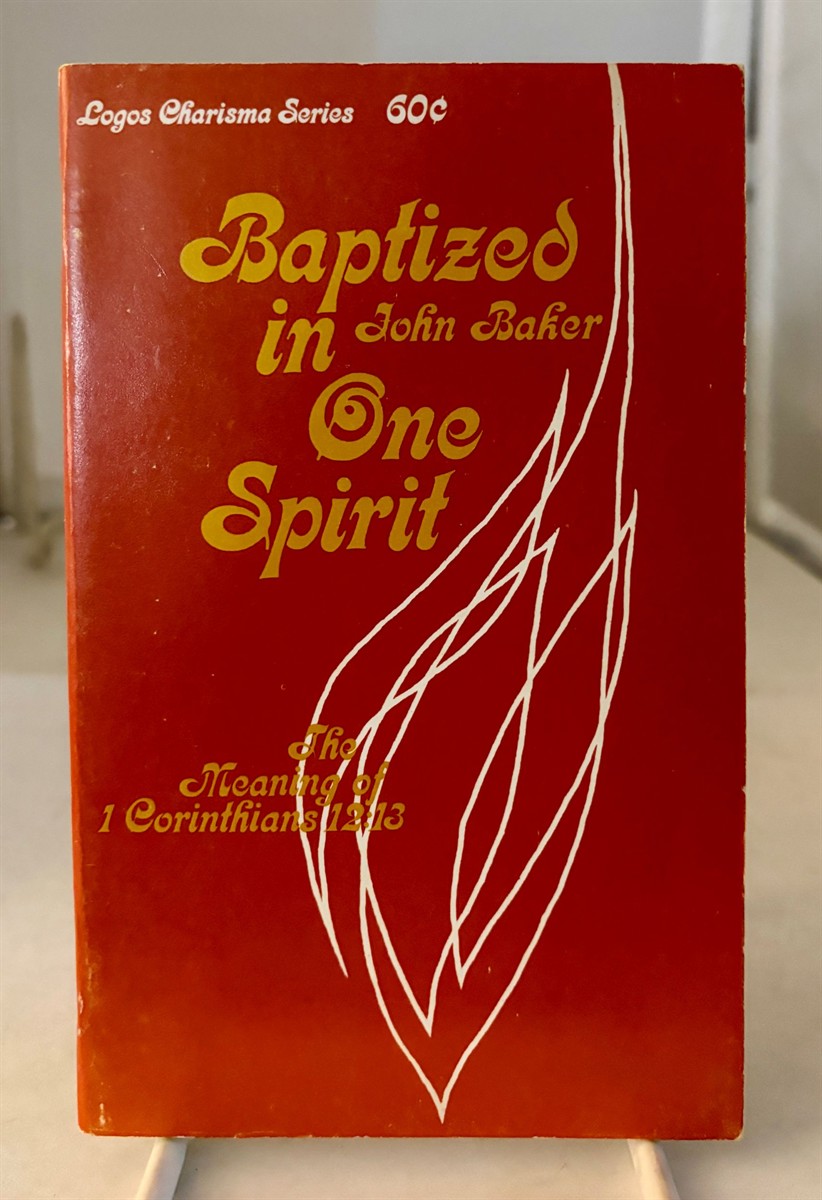 Logos Charisma Series 60¢
Baptized
in
John Baker
One
Spirit
The
Meaning of
1 Corinthians 12:13